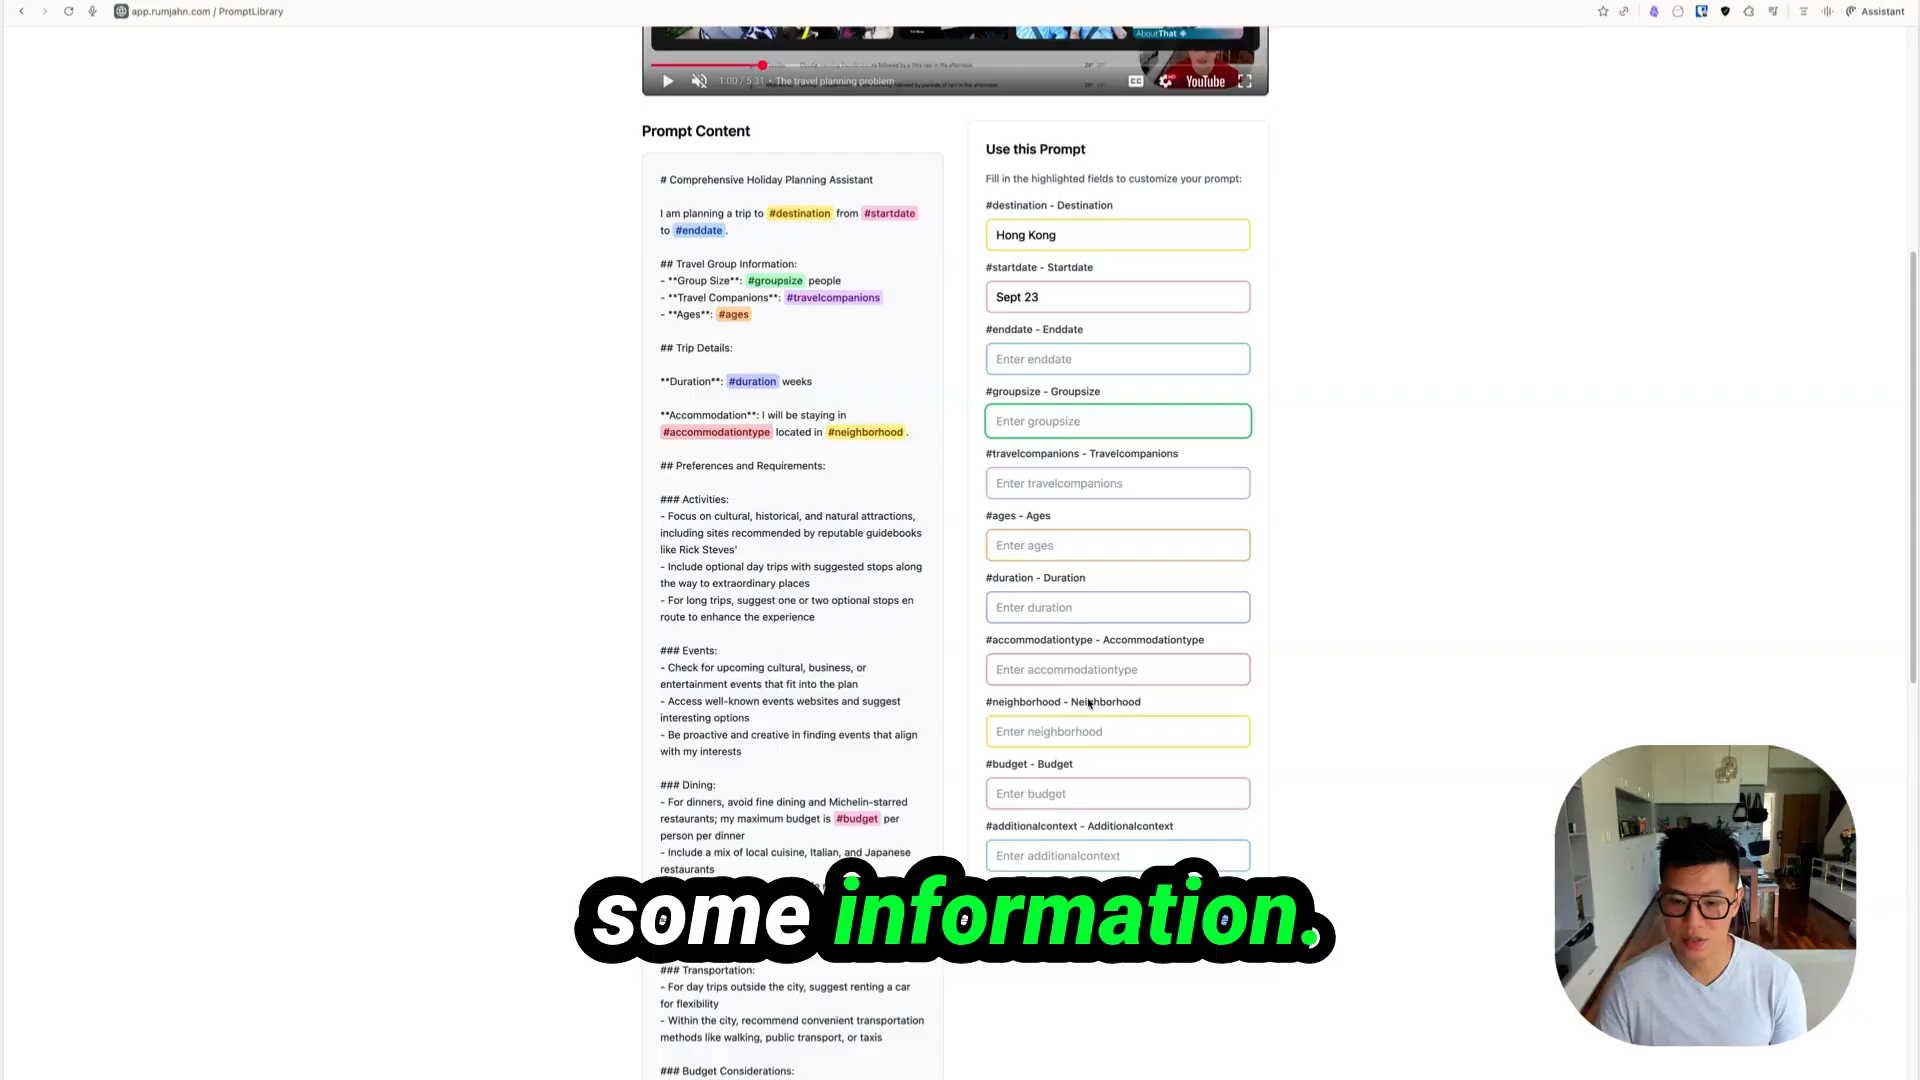 app.rumjahn.com / PromptLibrary
Assistant
AboutThat
1:00 / 5:31 • The travel planning problem
CC
YouTube
Prompt Content
# Comprehensive Holiday Planning Assistant
I am planning a trip to #destination from #startdate
to #enddate.
## Travel Group Information:
- **Group Size**: #groupsize people
- **Travel Companions**: #travelcompanions
- **Ages**: #ages
## Trip Details:
**Duration**: #duration weeks
**Accommodation**: I will be staying in
#accommodationtype located in #neighborhood.
## Preferences and Requirements:
### Activities:
- Focus on cultural, historical, and natural attractions,
including sites recommended by reputable guidebooks
like Rick Steves'
- Include optional day trips with suggested stops along
the way to extraordinary places
- For long trips, suggest one or two optional stops en
route to enhance the experience
### Events:
- Check for upcoming cultural, business, or
entertainment events that fit into the plan
- Access well-known events websites and suggest
interesting options
- Be proactive and creative in finding events that align
with my interests
### Dining:
- For dinners, avoid fine dining and Michelin-starred
restaurants; my maximum budget is #budget per
person per dinner
- Include a mix of local cuisine, Italian, and Japanese
restaurants
### Transportation:
- For day trips outside the city, suggest renting a car
for flexibility
- Within the city, recommend convenient transportation
methods like walking, public transport, or taxis
### Budget Considerations:
Use this Prompt
Fill in the highlighted fields to customize your prompt:
#destination - Destination
Hong Kong
#startdate - Startdate
Sept 23
#enddate - Enddate
Enter enddate
#groupsize - Groupsize
Enter groupsize
#travelcompanions - Travelcompanions
Enter travelcompanions
#ages - Ages
Enter ages
#duration - Duration
Enter duration
#accommodationtype - Accommodationtype
Enter accommodationtype
#neighborhood - Neighborhood
Enter neighborhood
#budget - Budget
Enter budget
#additionalcontext - Additionalcontext
Enter additionalcontext
some information.